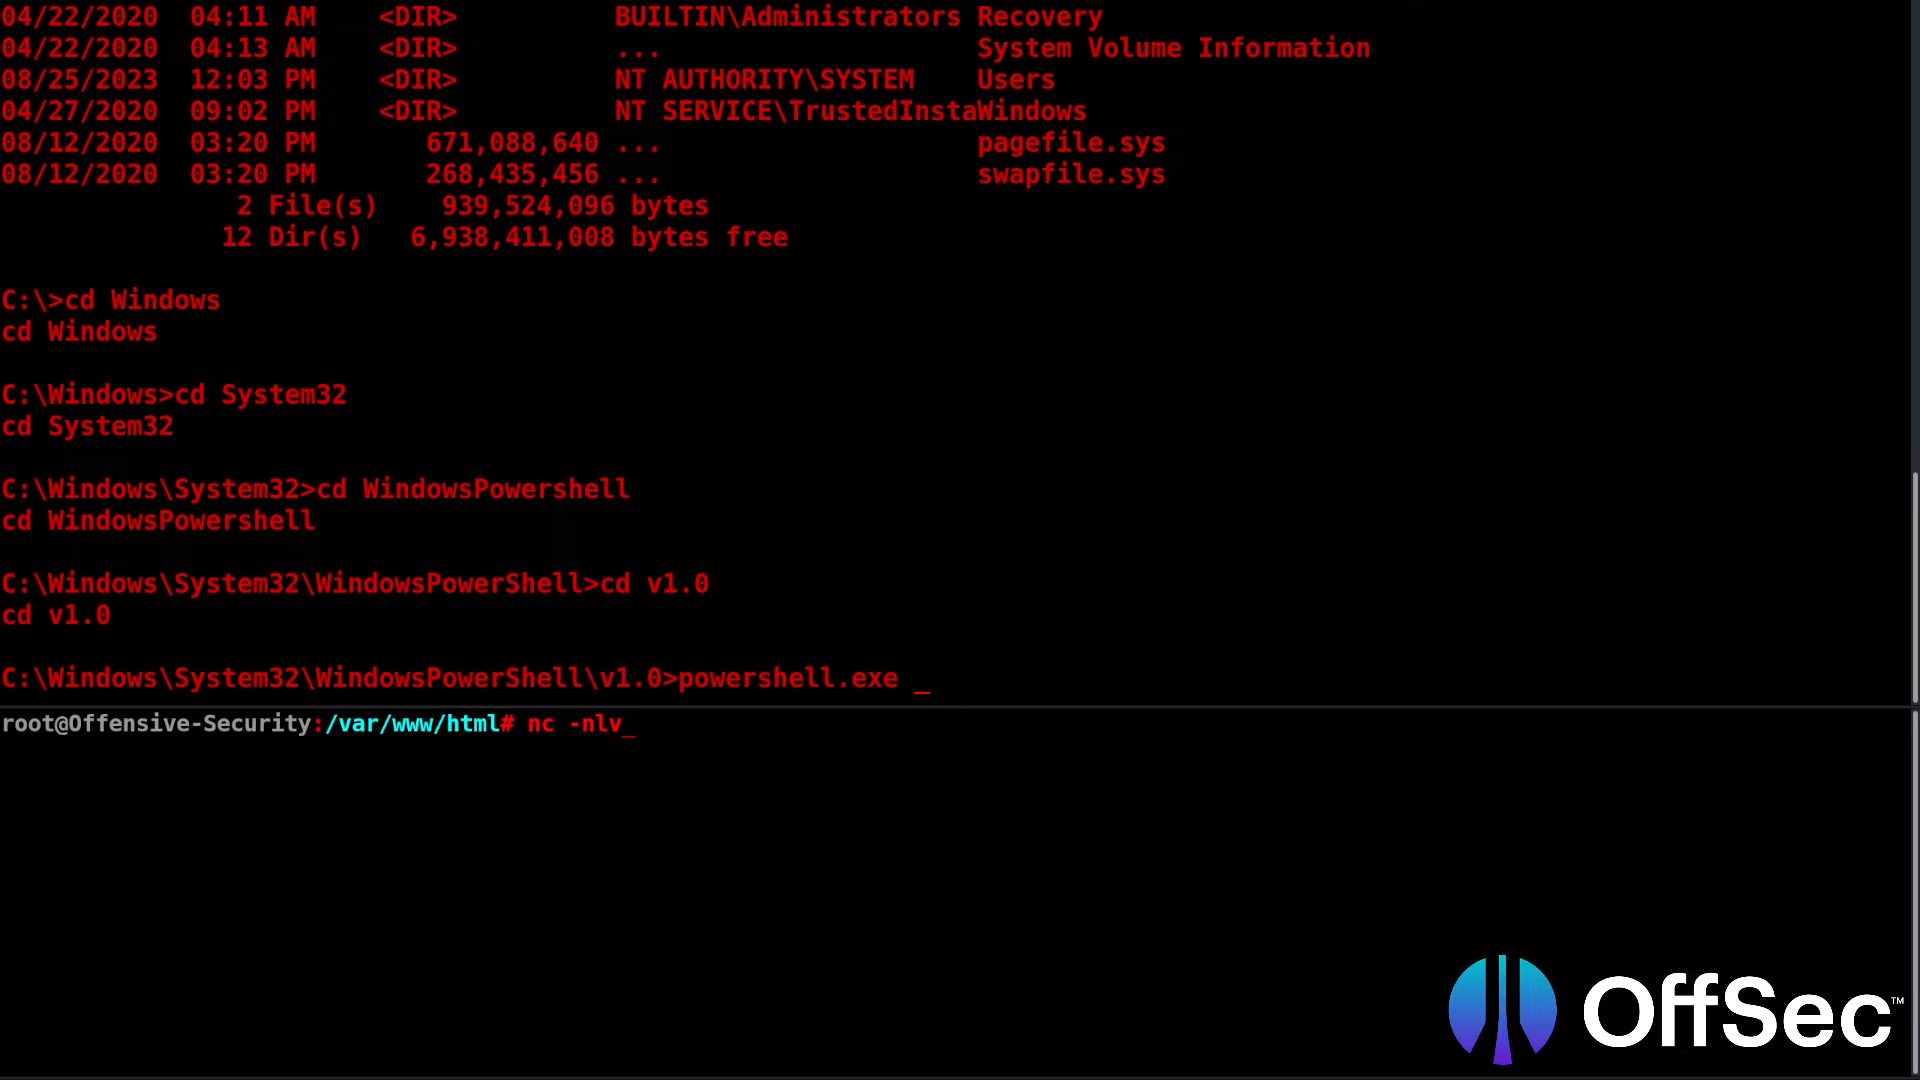 04/22/2020  04:11 AM    <DIR>          BUILTIN\Administrators Recovery
04/22/2020  04:13 AM    <DIR>          ...                    System Volume Information
08/25/2023  12:03 PM    <DIR>          NT AUTHORITY\SYSTEM    Users
04/27/2020  09:02 PM    <DIR>          NT SERVICE\TrustedInstaWindows
08/12/2020  03:20 PM       671,088,640 ...                    pagefile.sys
08/12/2020  03:20 PM       268,435,456 ...                    swapfile.sys
               2 File(s)    939,524,096 bytes
              12 Dir(s)   6,938,411,008 bytes free
C:\>cd Windows
cd Windows
C:\Windows>cd System32
cd System32
C:\Windows\System32>cd WindowsPowershell
cd WindowsPowershell
C:\Windows\System32\WindowsPowerShell>cd v1.0
cd v1.0
C:\Windows\System32\WindowsPowerShell\v1.0>powershell.exe _
root@Offensive-Security:/var/www/html# nc -nlv_
OffSec™